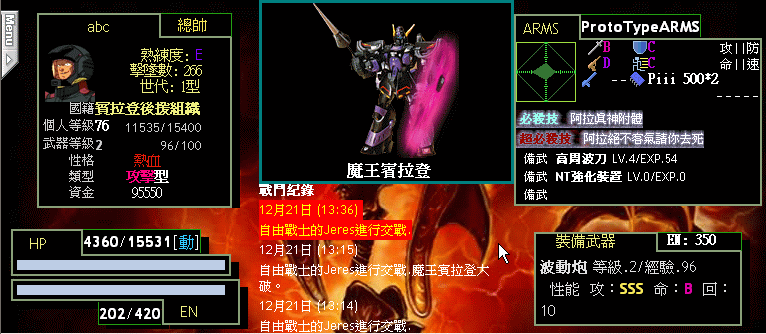 Menu
abc
總帥
熟練度: E
擊墜數: 266
世代: 1型
國籍 賓拉登後援組織
個人等級 76 11535/15400
武器等級 2 96/100
性格 熱血
類型 攻擊型
資金 95550
HP 4360/15531[動]
202/420 EN
魔王賓拉登
戰鬥紀錄
12月21日 (13:36)
自由戰士的Jeres進行交戰.
12月21日 (13:15)
自由戰士的Jeres進行交戰.魔王賓拉登大
破。
12月21日 (13:14)
自由戰士的Jeres進行交戰.
ARMS ProtoTypeARMS
B C 攻||防
D C 命||速
-- Piii 500*2
-----
必殺技 阿拉真神附體
超必殺技 阿拉絕不客氣請你去死
備武 高周波刀 LV.4/EXP.54
備武 NT強化裝置 LV.0/EXP.0
備武
裝備武器 EN: 350
波動炮 等級.2/經驗.96
性能 攻：SSS 命：B 回：
10